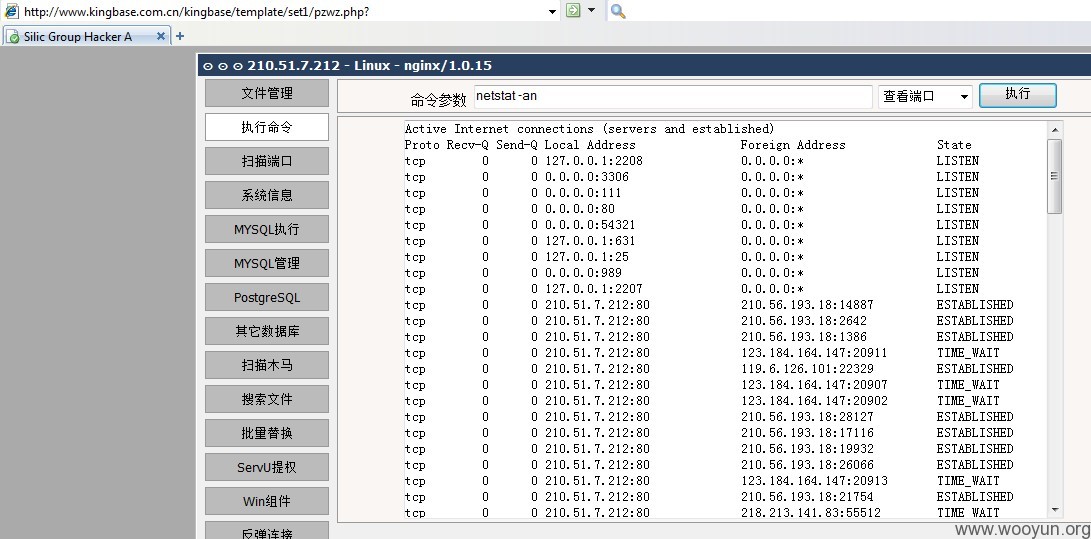 http://www.kingbase.com.cn/kingbase/template/set1/pzwz.php?
Silic Group Hacker A
⊙ ⊙ ⊙ 210.51.7.212 - Linux - nginx/1.0.15
文件管理
执行命令
扫描端口
系统信息
MYSQL执行
MYSQL管理
PostgreSQL
其它数据库
扫描木马
搜索文件
批量替换
ServU提权
Win组件
反弹连接
命令参数 netstat -an 查看端口 执行
Active Internet connections (servers and established)
Proto Recv-Q Send-Q Local Address Foreign Address State
tcp 0 0 127.0.0.1:2208 0.0.0.0:* LISTEN
tcp 0 0 0.0.0.0:3306 0.0.0.0:* LISTEN
tcp 0 0 0.0.0.0:111 0.0.0.0:* LISTEN
tcp 0 0 0.0.0.0:80 0.0.0.0:* LISTEN
tcp 0 0 0.0.0.0:54321 0.0.0.0:* LISTEN
tcp 0 0 127.0.0.1:631 0.0.0.0:* LISTEN
tcp 0 0 127.0.0.1:25 0.0.0.0:* LISTEN
tcp 0 0 0.0.0.0:989 0.0.0.0:* LISTEN
tcp 0 0 127.0.0.1:2207 0.0.0.0:* LISTEN
tcp 0 0 210.51.7.212:80 210.56.193.18:14887 ESTABLISHED
tcp 0 0 210.51.7.212:80 210.56.193.18:2642 ESTABLISHED
tcp 0 0 210.51.7.212:80 210.56.193.18:1386 ESTABLISHED
tcp 0 0 210.51.7.212:80 123.184.164.147:20911 TIME_WAIT
tcp 0 0 210.51.7.212:80 119.6.126.101:22329 ESTABLISHED
tcp 0 0 210.51.7.212:80 123.184.164.147:20907 TIME_WAIT
tcp 0 0 210.51.7.212:80 123.184.164.147:20902 TIME_WAIT
tcp 0 0 210.51.7.212:80 210.56.193.18:28127 ESTABLISHED
tcp 0 0 210.51.7.212:80 210.56.193.18:17116 ESTABLISHED
tcp 0 0 210.51.7.212:80 210.56.193.18:19932 ESTABLISHED
tcp 0 0 210.51.7.212:80 210.56.193.18:26066 ESTABLISHED
tcp 0 0 210.51.7.212:80 123.184.164.147:20913 TIME_WAIT
tcp 0 0 210.51.7.212:80 210.56.193.18:21754 ESTABLISHED
tcp 0 0 210.51.7.212:80 218.213.141.83:55512 TIME_WAIT
www.wooyun.org